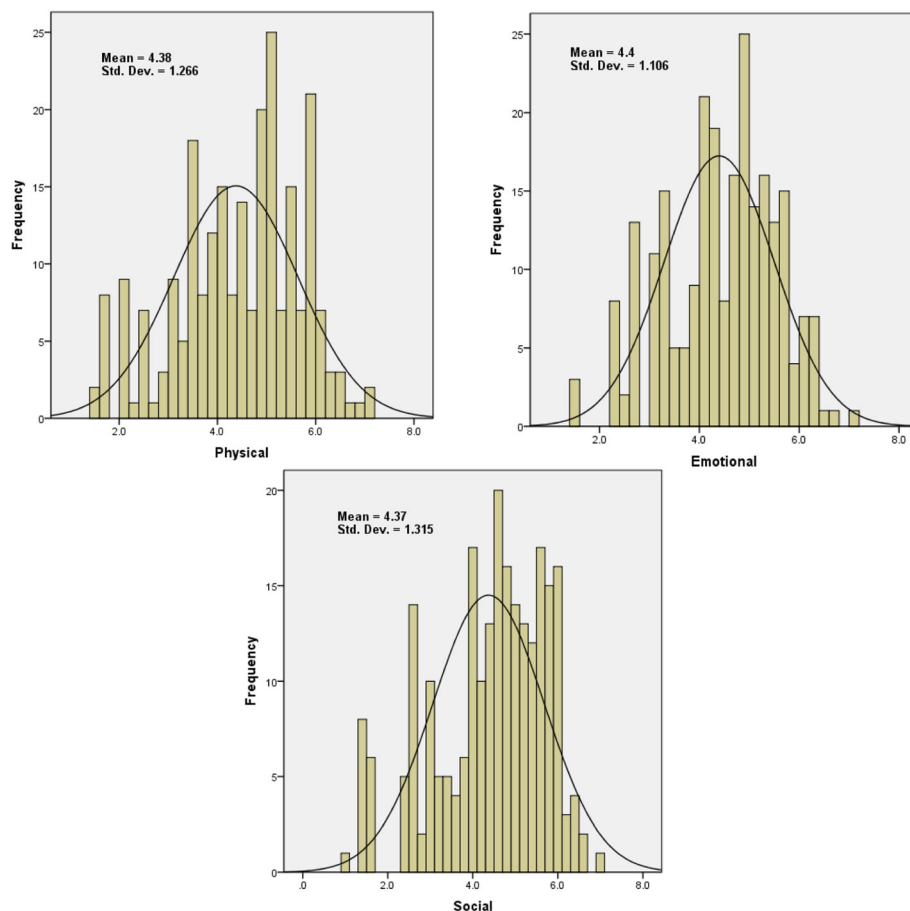 Mean = 4.38
Std. Dev. = 1.266
Frequency
25
20
15
10
5
0
2.0 4.0 6.0 8.0
Physical
Mean = 4.4
Std. Dev. = 1.106
Frequency
25
20
15
10
5
0
2.0 4.0 6.0 8.0
Emotional
Mean = 4.37
Std. Dev. = 1.315
Frequency
20
15
10
5
0
.0 2.0 4.0 6.0 8.0
Social